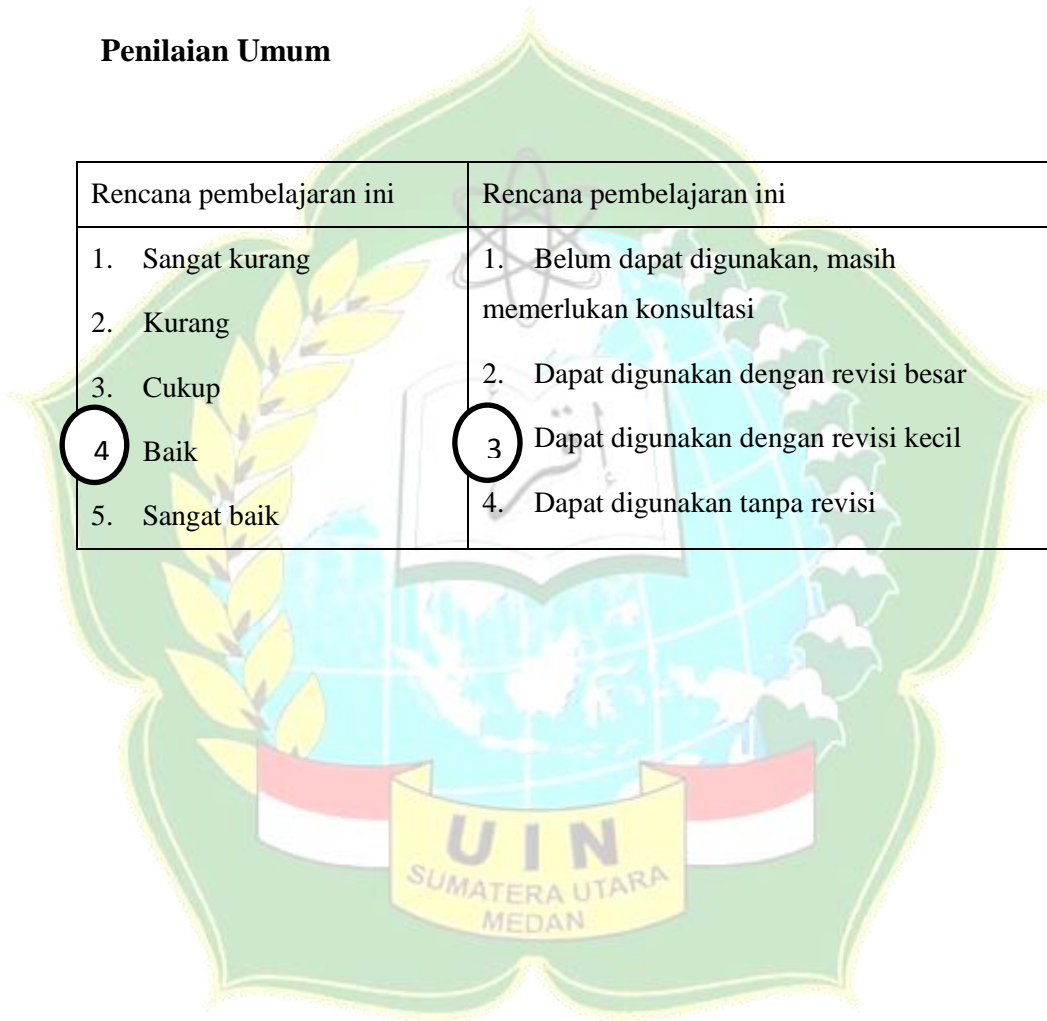 Penilaian Umum
Rencana pembelajaran ini
1. Sangat kurang
2. Kurang
3. Cukup
4 Baik
5. Sangat baik
Rencana pembelajaran ini
1. Belum dapat digunakan, masih
memerlukan konsultasi
2. Dapat digunakan dengan revisi besar
3 Dapat digunakan dengan revisi kecil
4. Dapat digunakan tanpa revisi
UIN
SUMATERA UTARA
MEDAN